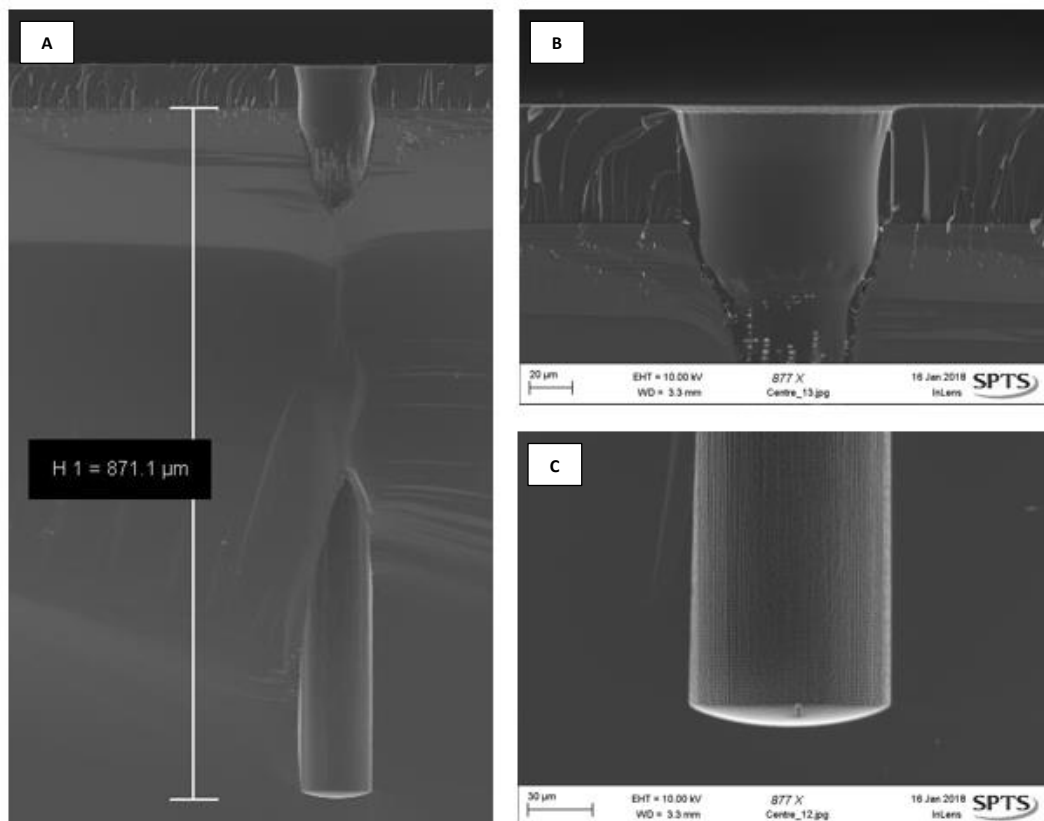 A
H 1 = 871.1 µm
B
20 µm
EHT = 10.00 kV
WD = 3.3 mm
877 X
Centre_13.jpg
16 Jan 2018
InLens
SPTS
C
30 µm
EHT = 10.00 kV
WD = 3.3 mm
877 X
Centre_12.jpg
16 Jan 2018
InLens
SPTS